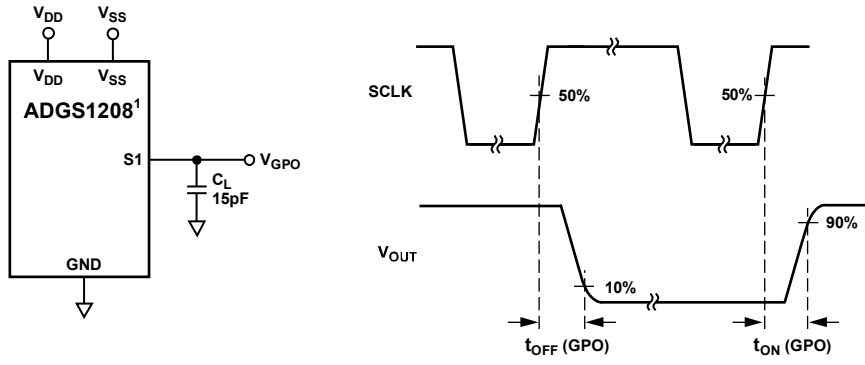 VDD VSS
VDD VSS
ADGS1208¹
S1
VGPO
CL
15pF
GND
SCLK
50%
50%
VOUT
10%
90%
tOFF (GPO)
tON (GPO)